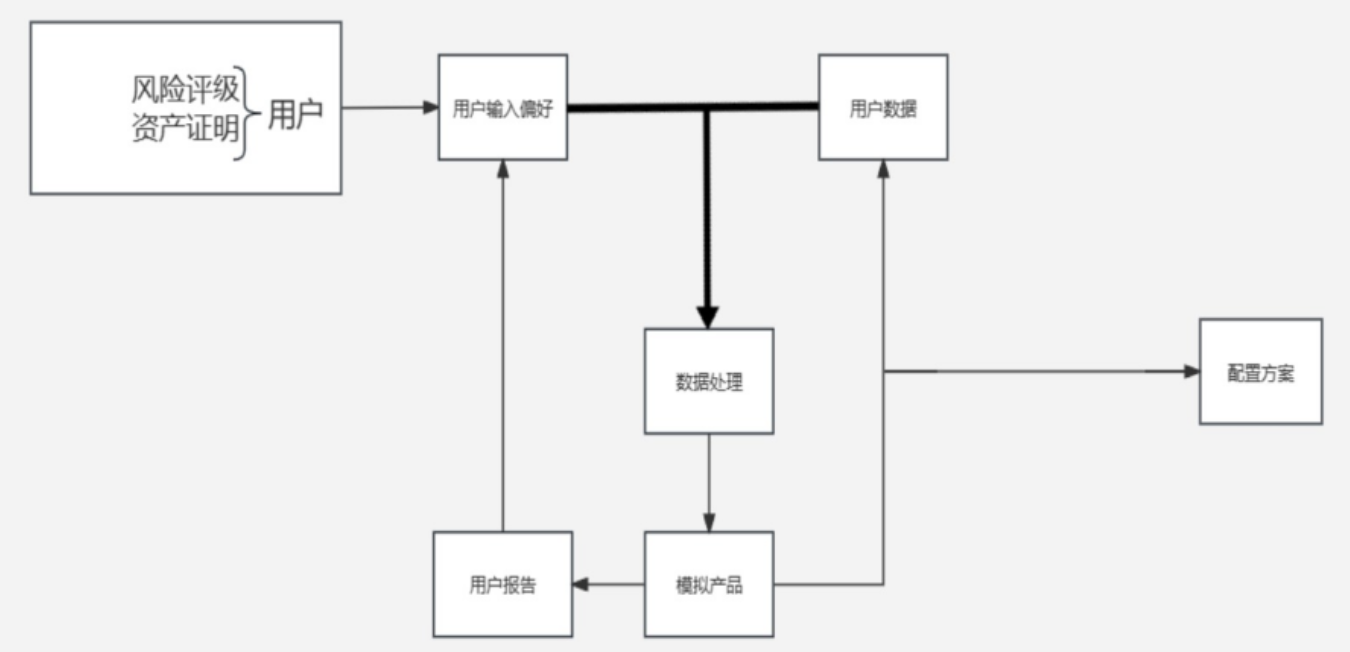 风险评级
资产证明
用户
用户输入偏好
用户数据
数据处理
配置方案
用户报告
模拟产品